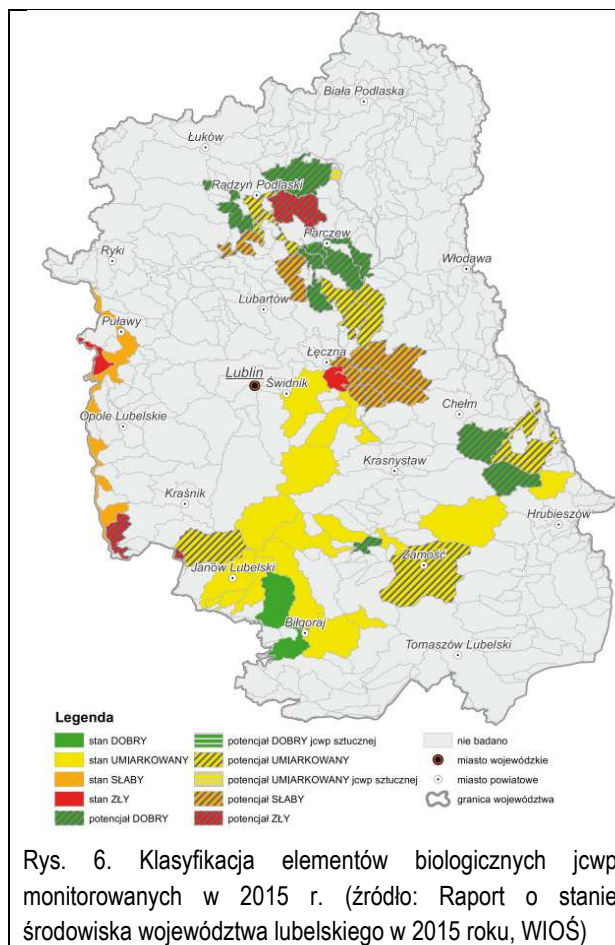 Biała Podlaska
Łuków
Radzyń Podlaski
Parczew
Ryki
Włodawa
Lubartów
Puławy
Łęczna
Lublin
Świdnik
Opole Lubelskie
Chełm
Krasnystaw
Kraśnik
Hrubieszów
Zamość
Janów Lubelski
Biłgoraj
Tomaszów Lubelski
Legenda
stan DOBRY
stan UMIARKOWANY
stan SŁABY
stan ZŁY
potencjał DOBRY
potencjał DOBRY jcwp sztucznej
potencjał UMIARKOWANY
potencjał UMIARKOWANY jcwp sztucznej
potencjał SŁABY
potencjał ZŁY
nie badano
miasto wojewódzkie
miasto powiatowe
granica województwa
Rys. 6. Klasyfikacja elementów biologicznych jcwp
monitorowanych w 2015 r. (źródło: Raport o stanie
środowiska województwa lubelskiego w 2015 roku, WIOŚ)